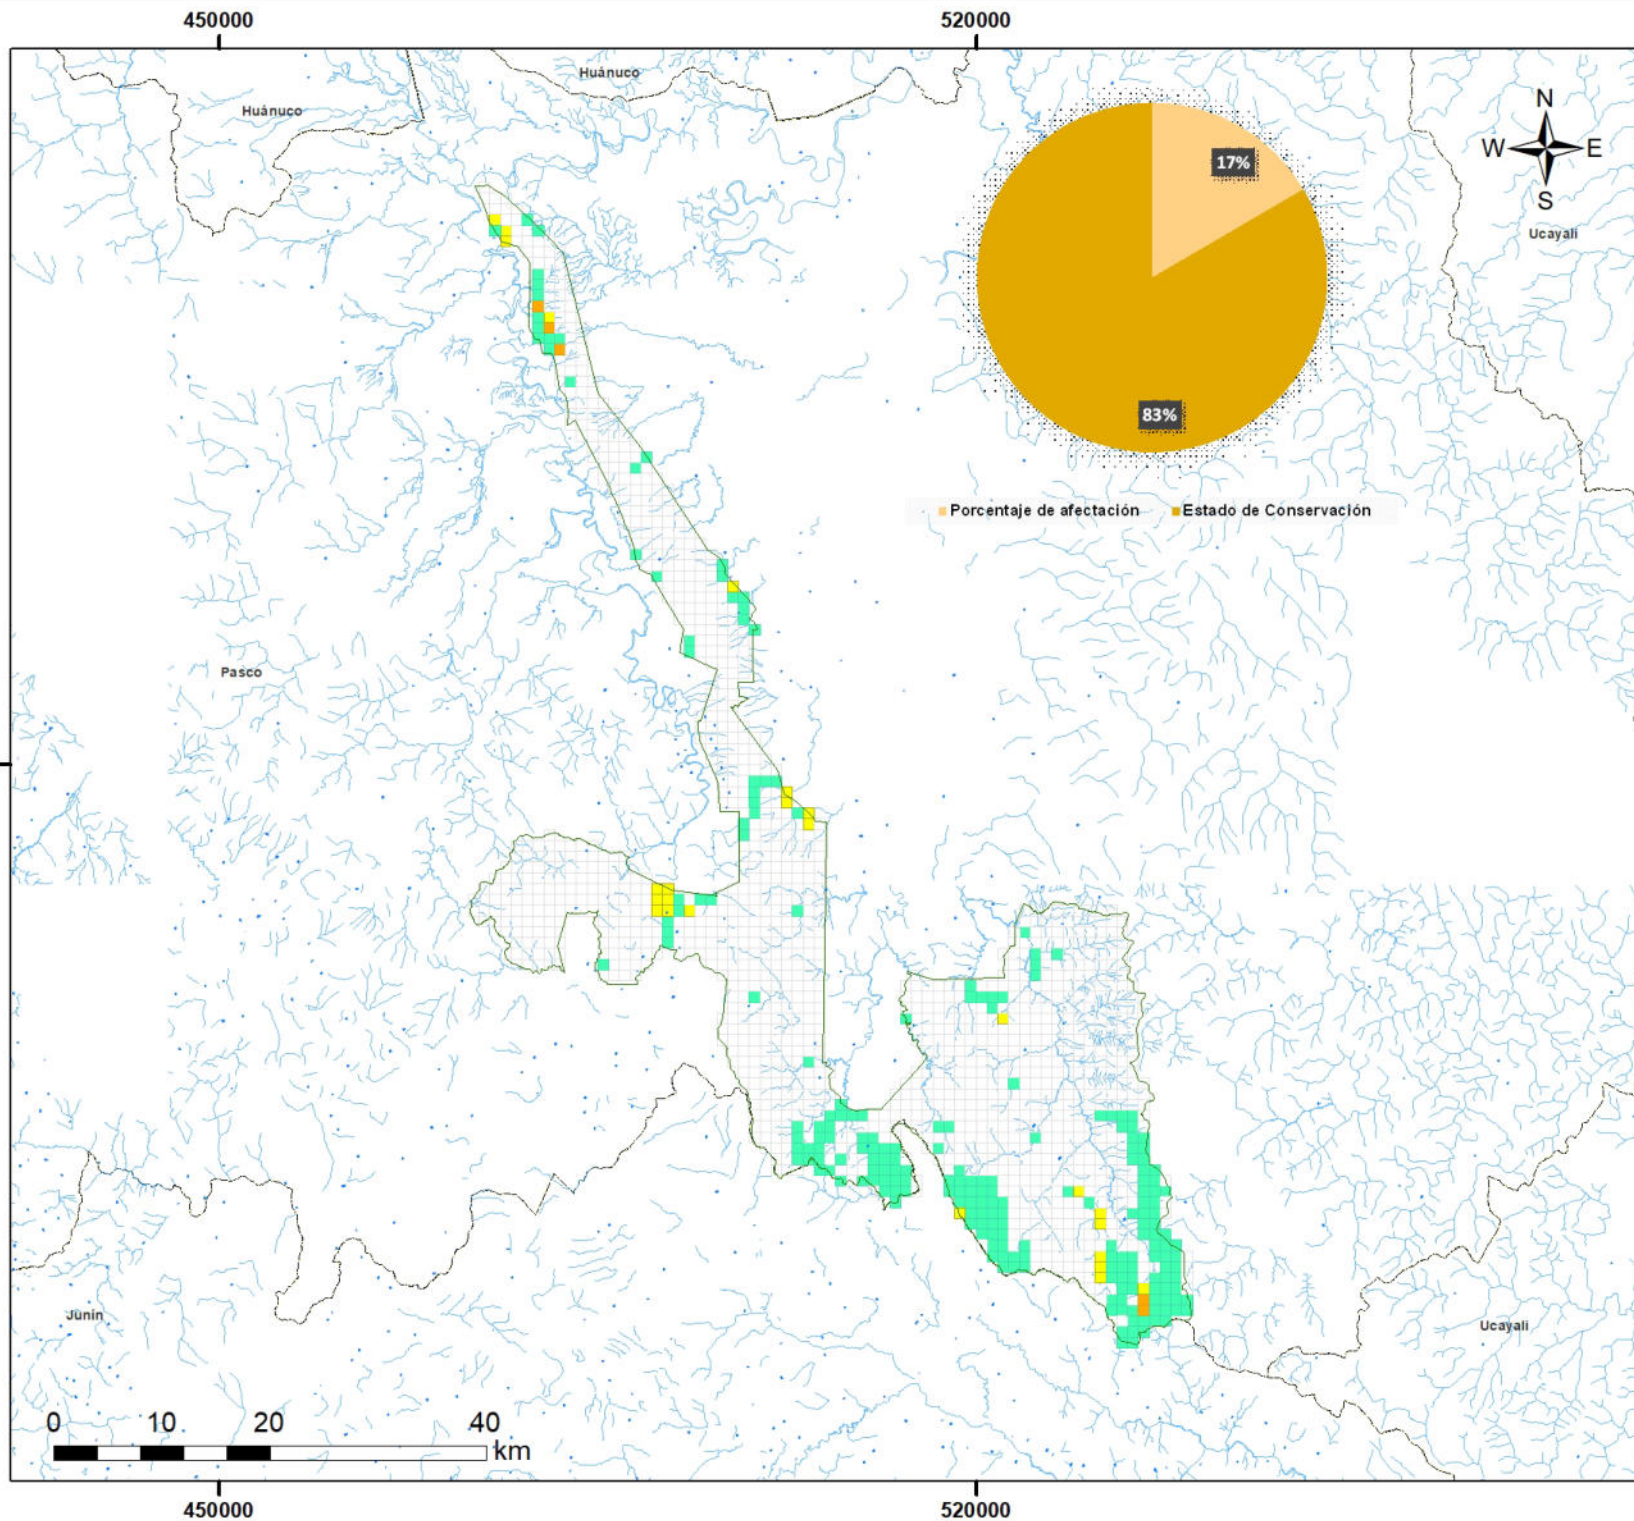 450000
520000
Huánuco
Huánuco
N
W
E
S
17%
Ucayali
83%
Porcentaje de afectación
Estado de Conservación
Pasco
Junín
Ucayali
0
10
20
40
km
450000
520000